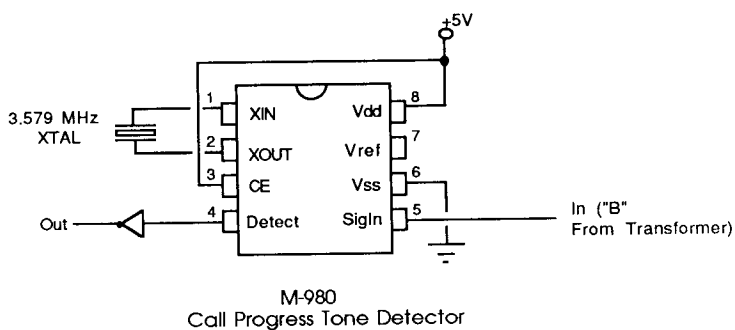 +5V
1
8
3.579 MHz
XTAL
XIN
Vdd
2
7
XOUT
Vref
3
6
CE
Vss
Out
4
5
Detect
SigIn
In ("B"
From Transformer)
M-980
Call Progress Tone Detector